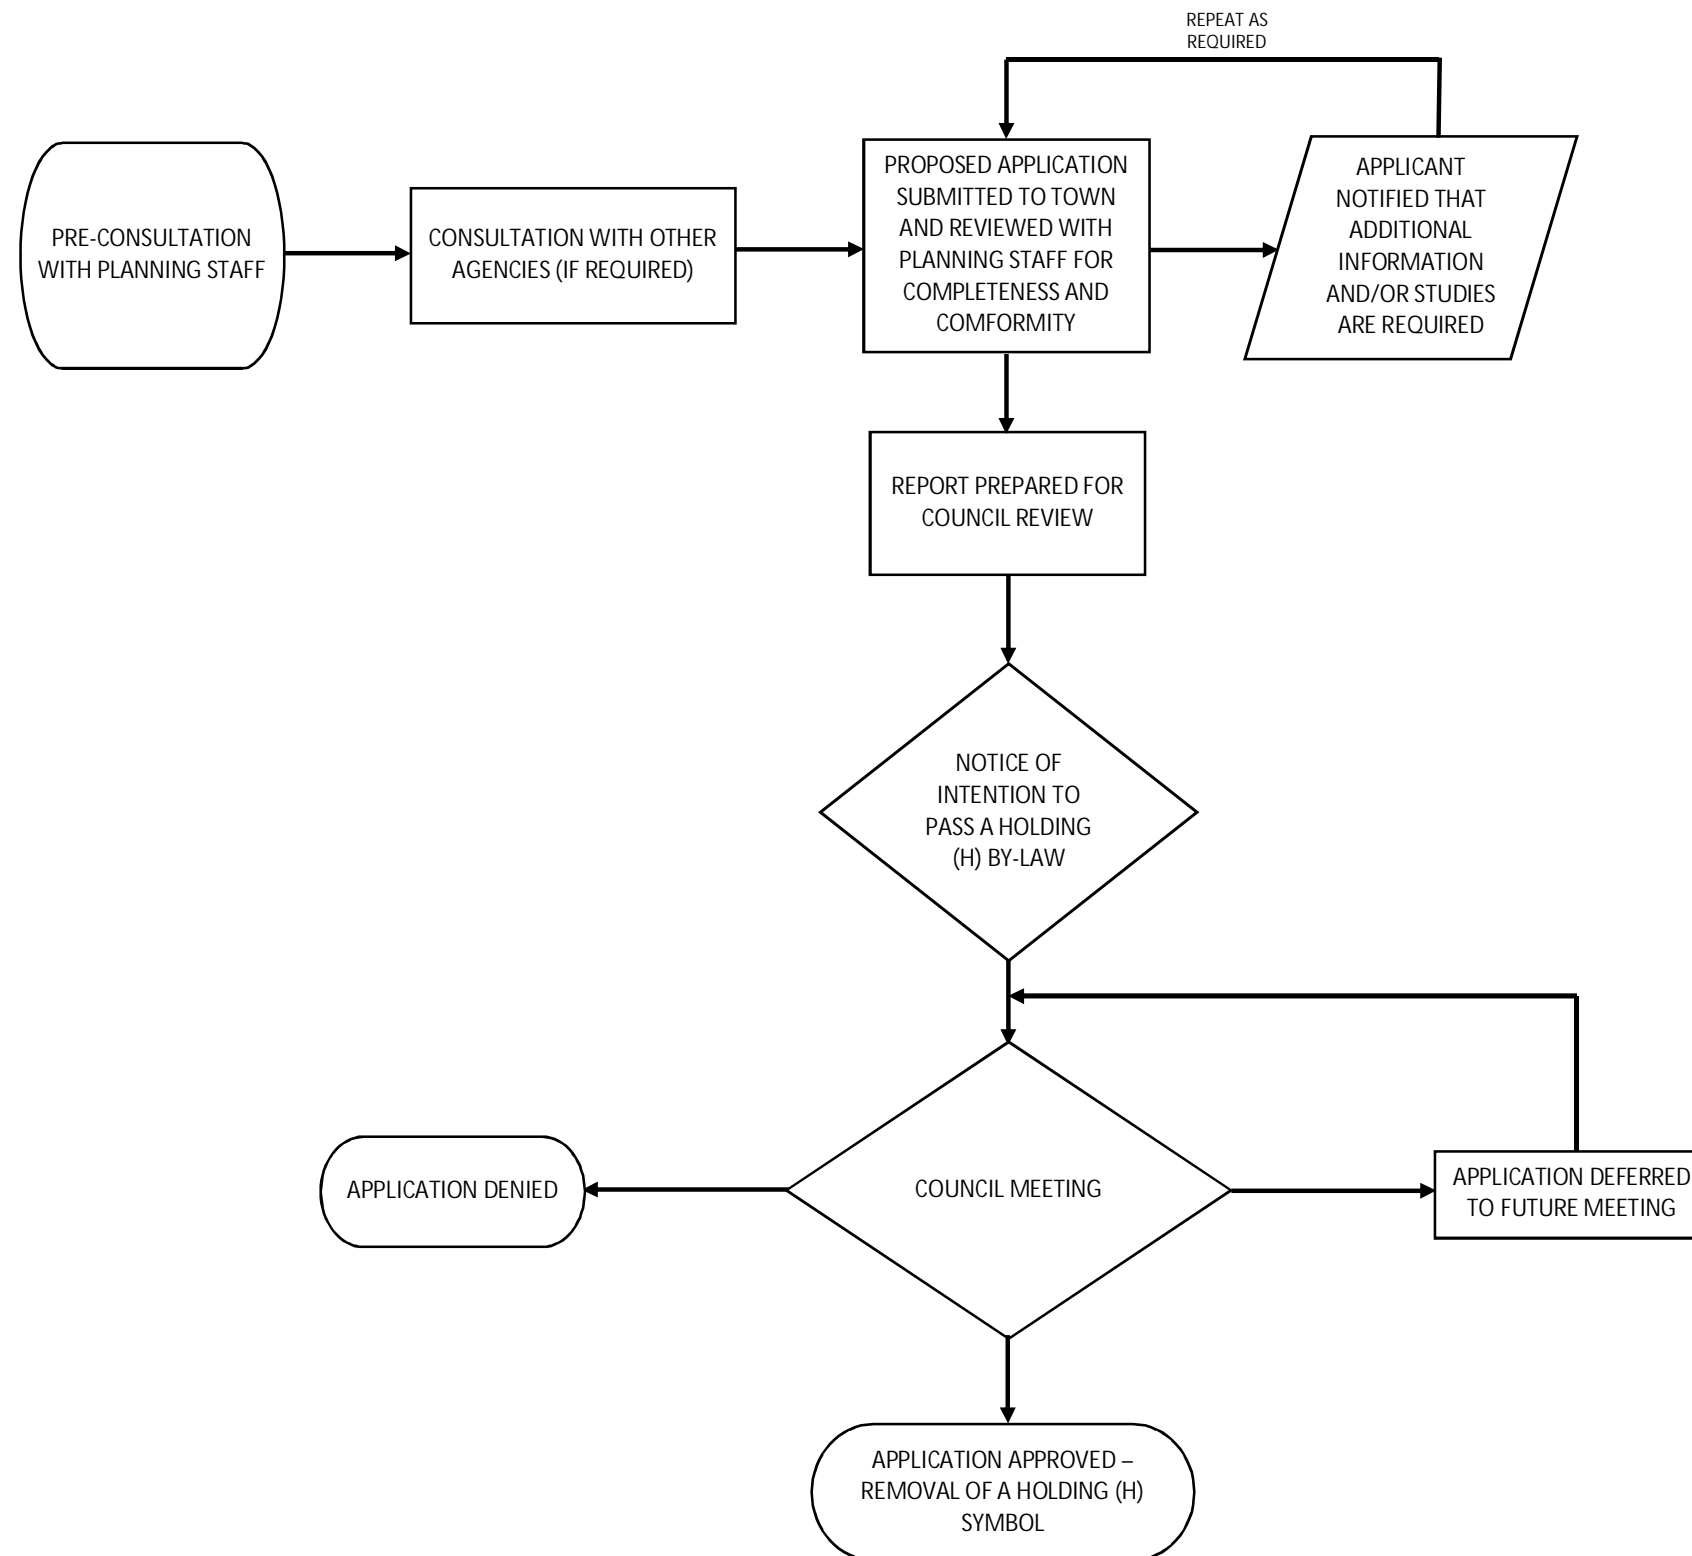 REPEAT AS
REQUIRED
PRE-CONSULTATION
WITH PLANNING STAFF
CONSULTATION WITH OTHER
AGENCIES (IF REQUIRED)
PROPOSED APPLICATION
SUBMITTED TO TOWN
AND REVIEWED WITH
PLANNING STAFF FOR
COMPLETENESS AND
COMFORMITY
APPLICANT
NOTIFIED THAT
ADDITIONAL
INFORMATION
AND/OR STUDIES
ARE REQUIRED
REPORT PREPARED FOR
COUNCIL REVIEW
NOTICE OF
INTENTION TO
PASS A HOLDING
(H) BY-LAW
APPLICATION DENIED
COUNCIL MEETING
APPLICATION DEFERRED
TO FUTURE MEETING
APPLICATION APPROVED –
REMOVAL OF A HOLDING (H)
SYMBOL